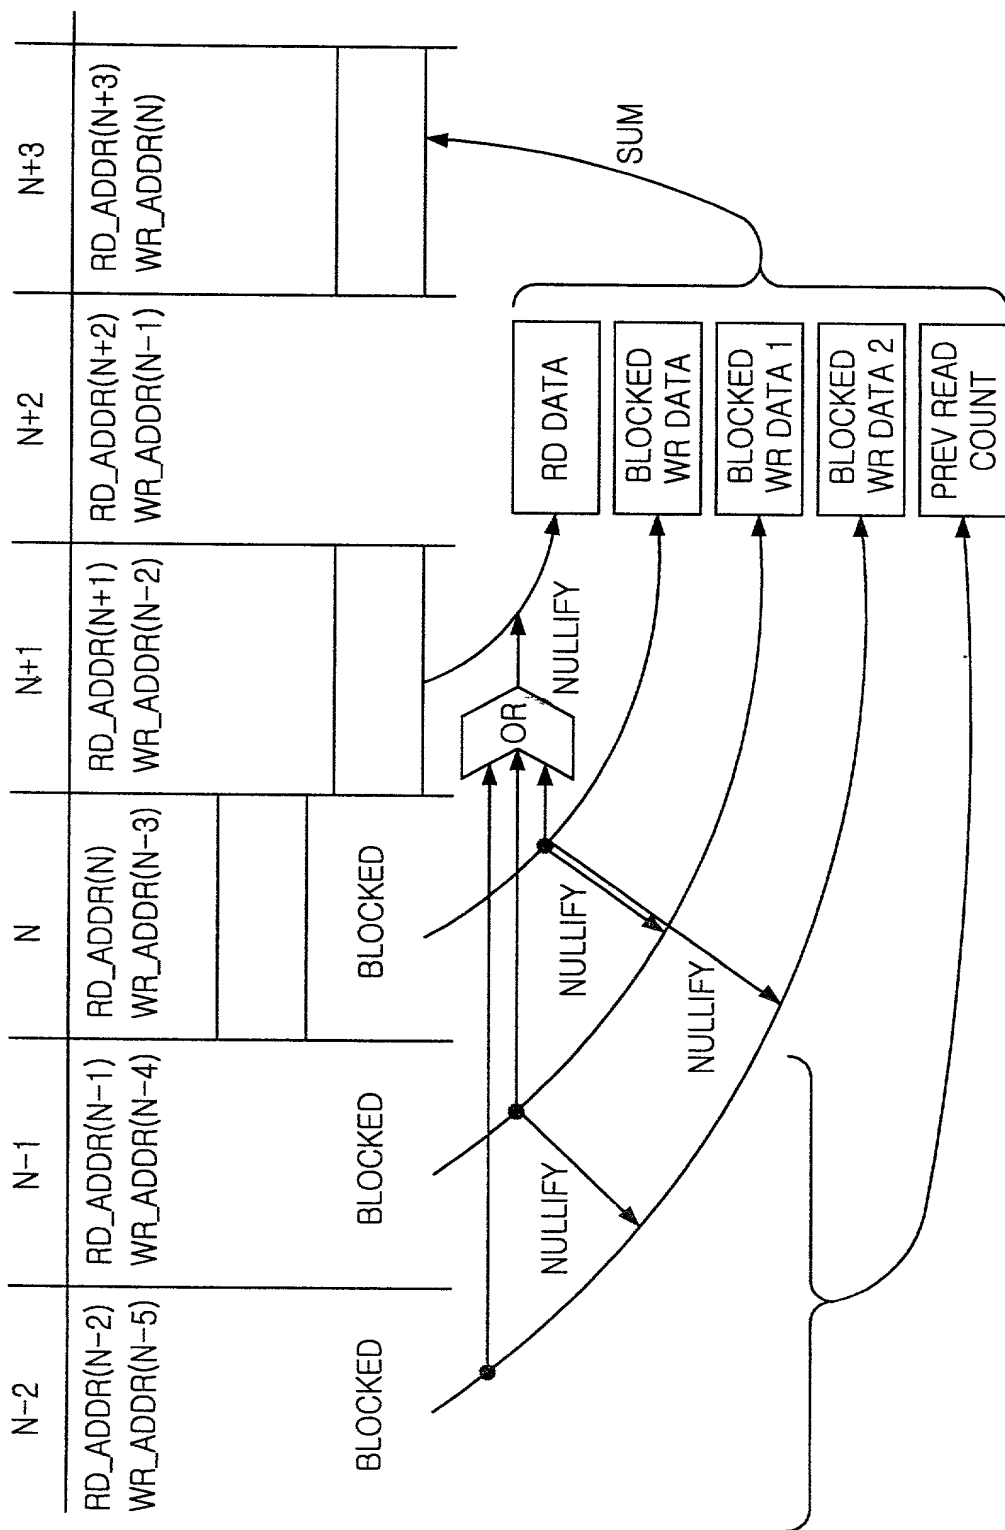 N-2
N-1
N
N+1
N+2
N+3
RD_ADDR(N-2)
WR_ADDR(N-5)
RD_ADDR(N-1)
WR_ADDR(N-4)
RD_ADDR(N)
WR_ADDR(N-3)
RD_ADDR(N+1)
WR_ADDR(N-2)
RD_ADDR(N+2)
WR_ADDR(N-1)
RD_ADDR(N+3)
WR_ADDR(N)
BLOCKED
BLOCKED
BLOCKED
OR
NULLIFY
NULLIFY
NULLIFY
NULLIFY
RD DATA
BLOCKED
WR DATA
BLOCKED
WR DATA 1
BLOCKED
WR DATA 2
PREV READ
COUNT
SUM